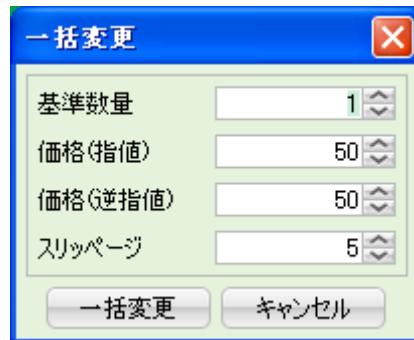 一括変更
基準数量 1
価格(指値) 50
価格(逆指値) 50
スリッページ 5
一括変更 キャンセル